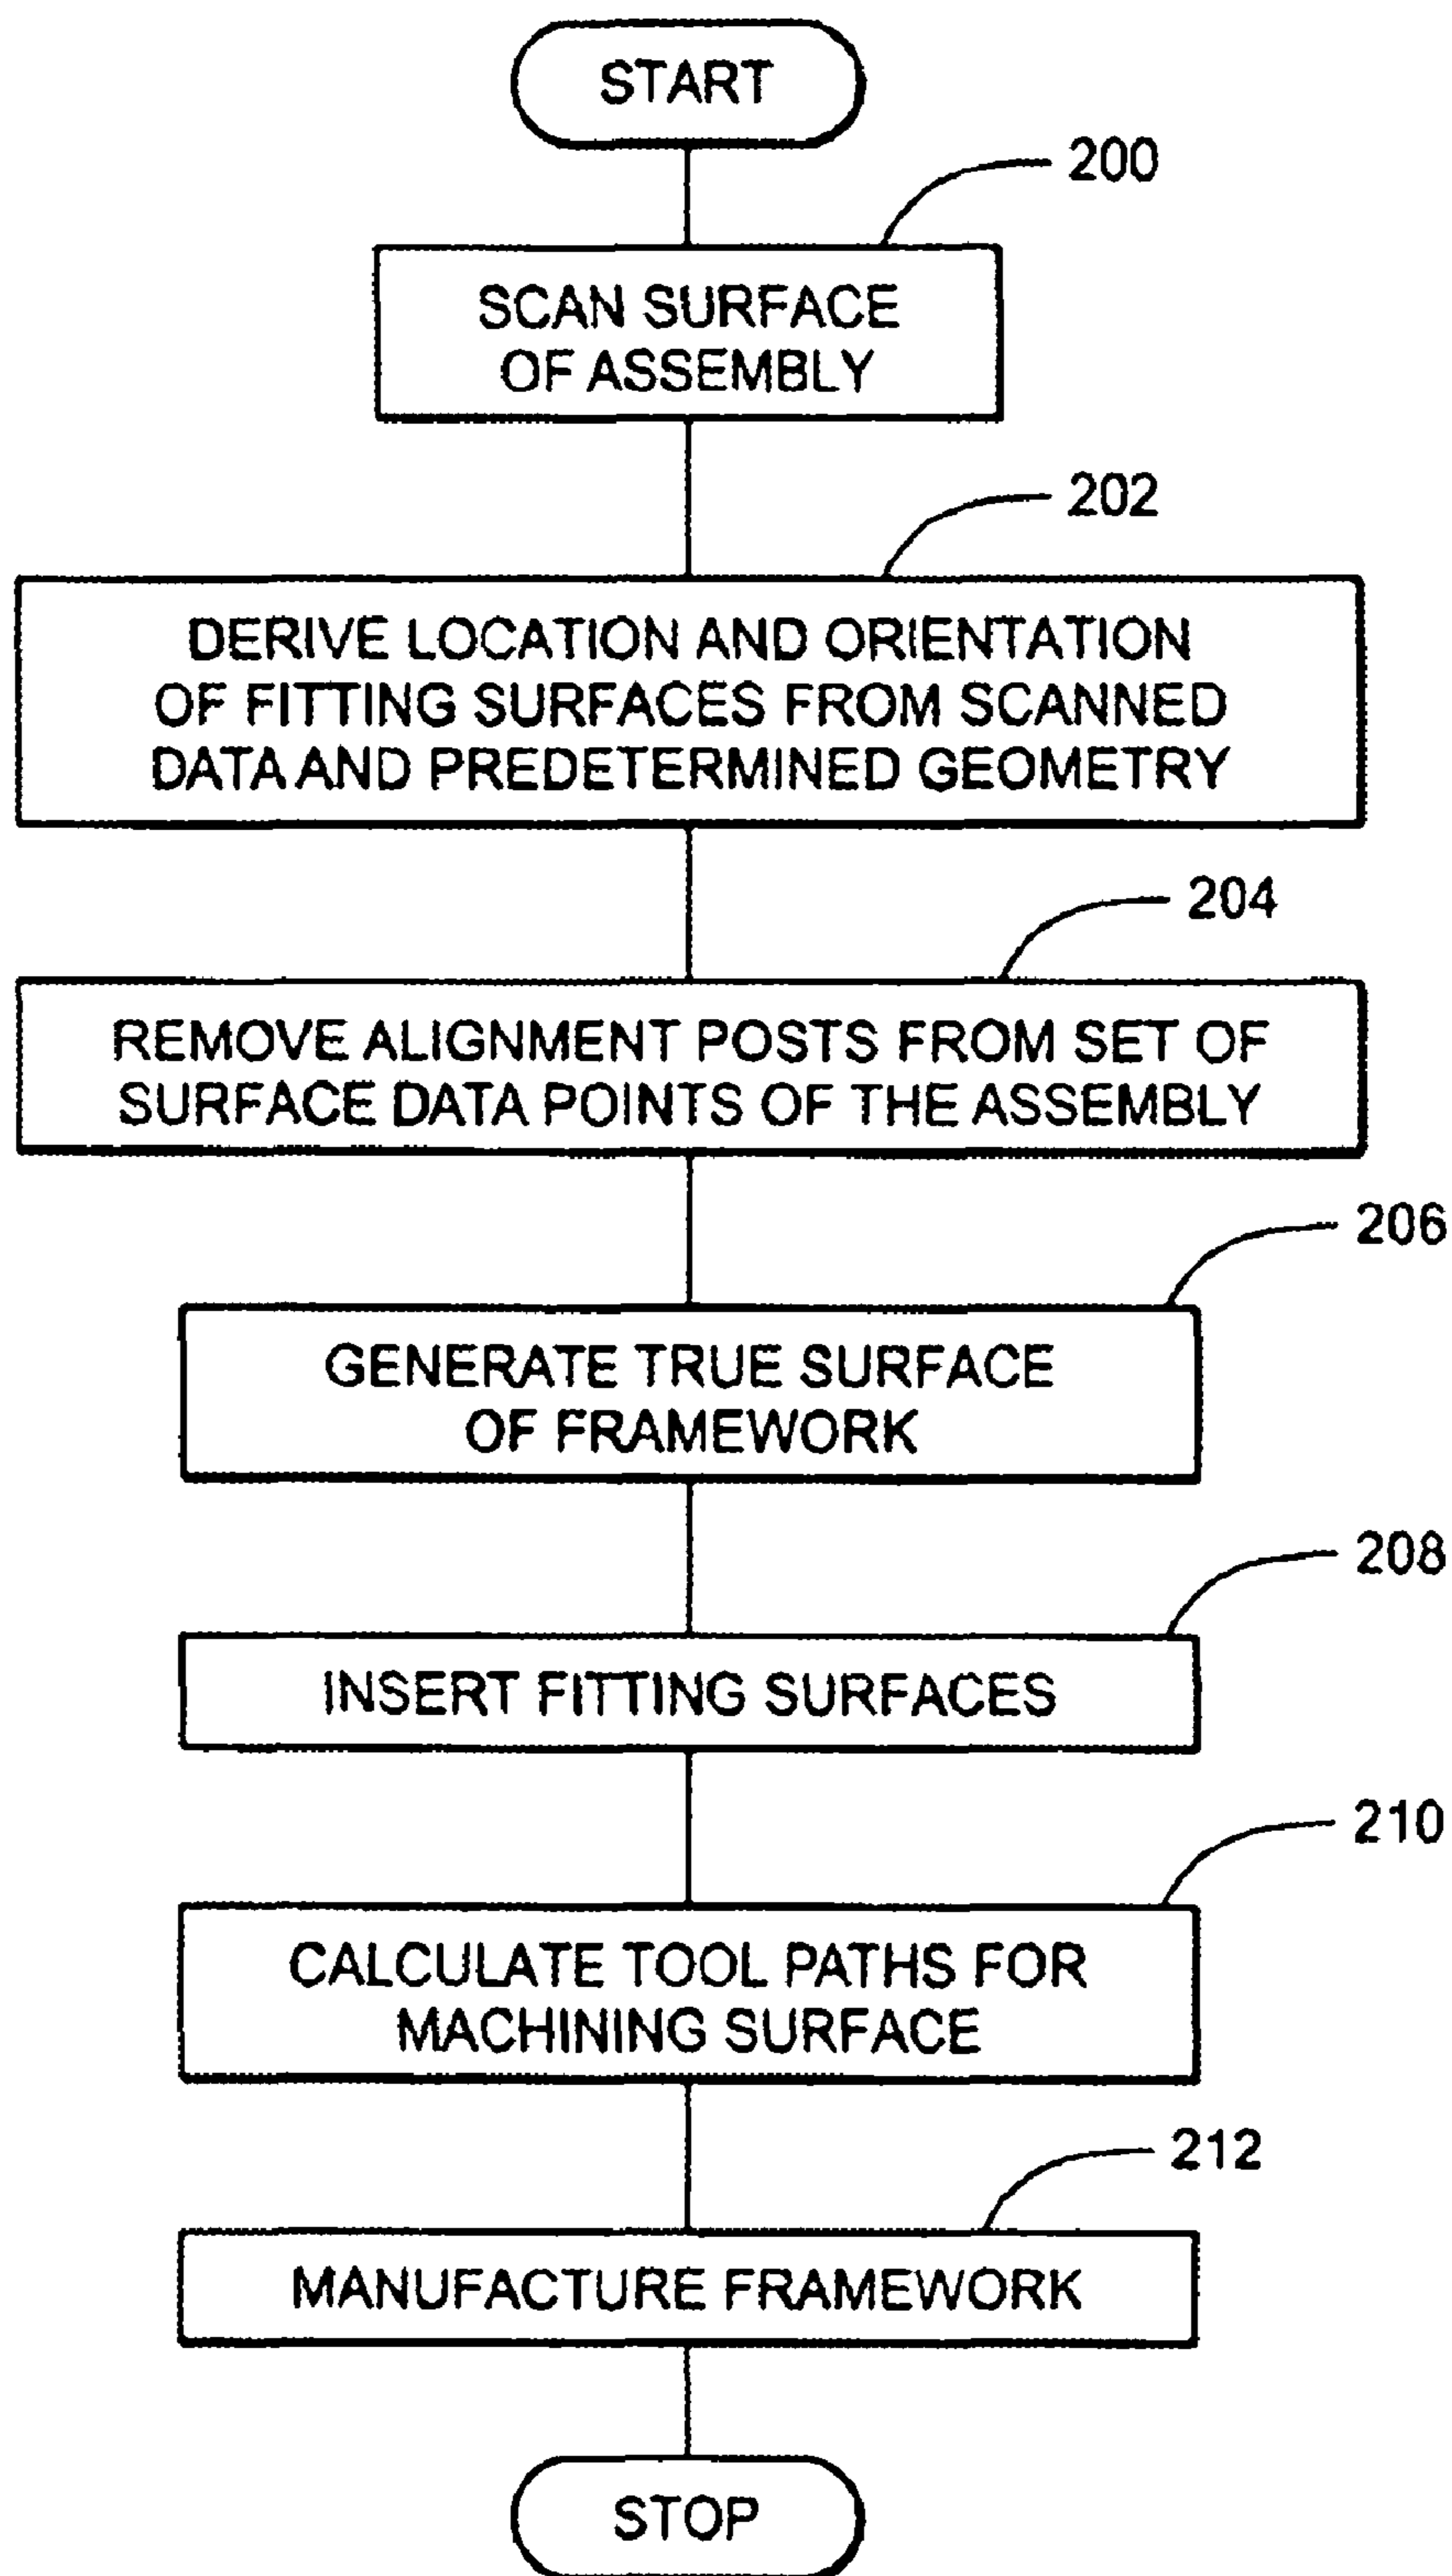 START
200
SCAN SURFACE
OF ASSEMBLY
202
DERIVE LOCATION AND ORIENTATION
OF FITTING SURFACES FROM SCANNED
DATA AND PREDETERMINED GEOMETRY
204
REMOVE ALIGNMENT POSTS FROM SET OF
SURFACE DATA POINTS OF THE ASSEMBLY
206
GENERATE TRUE SURFACE
OF FRAMEWORK
208
INSERT FITTING SURFACES
210
CALCULATE TOOL PATHS FOR
MACHINING SURFACE
212
MANUFACTURE FRAMEWORK
STOP